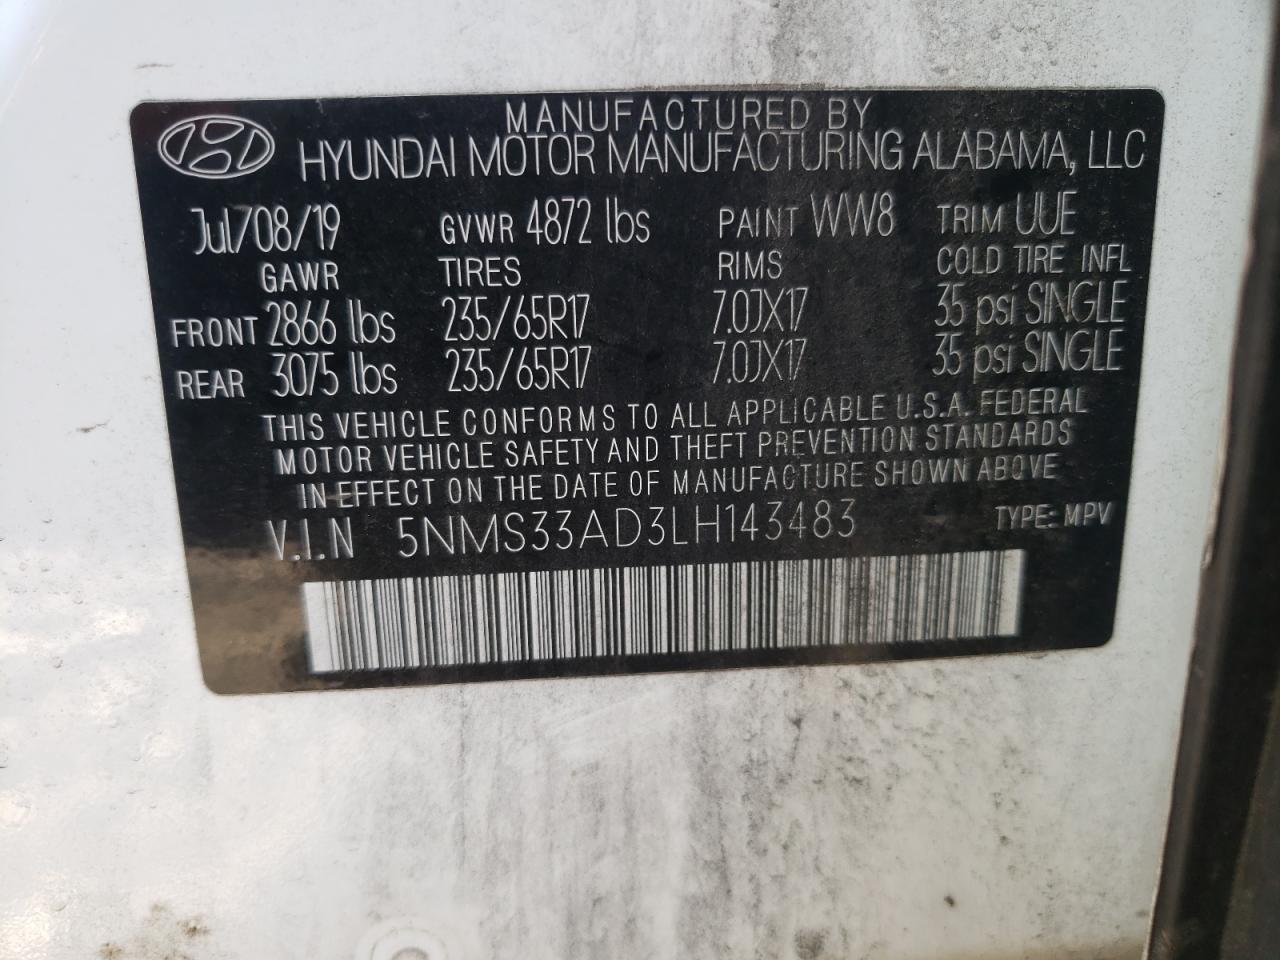 MANUFACTURED BY
HYUNDAI MOTOR MANUFACTURING ALABAMA, LLC
Jul/08/19 GVWR 4872 lbs PAINT WW8 TRIM UUE
GAWR TIRES RIMS COLD TIRE INFL
FRONT 2866 lbs 235/65R17 7.0JX17 35 psi SINGLE
REAR 3075 lbs 235/65R17 7.0JX17 35 psi SINGLE
THIS VEHICLE CONFORMS TO ALL APPLICABLE U.S.A. FEDERAL
MOTOR VEHICLE SAFETY AND THEFT PREVENTION STANDARDS
IN EFFECT ON THE DATE OF MANUFACTURE SHOWN ABOVE
V.I.N 5NMS33AD3LH143483 TYPE: MPV